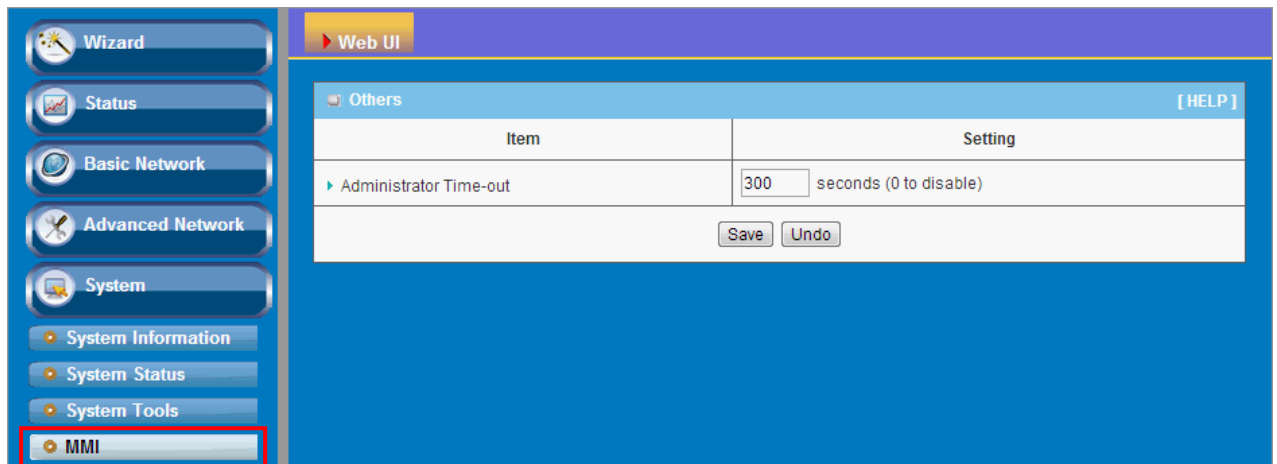 Wizard
Status
Basic Network
Advanced Network
System
System Information
System Status
System Tools
MMI
Web UI
Others [ HELP ]
Item Setting
Administrator Time-out 300 seconds (0 to disable)
Save Undo